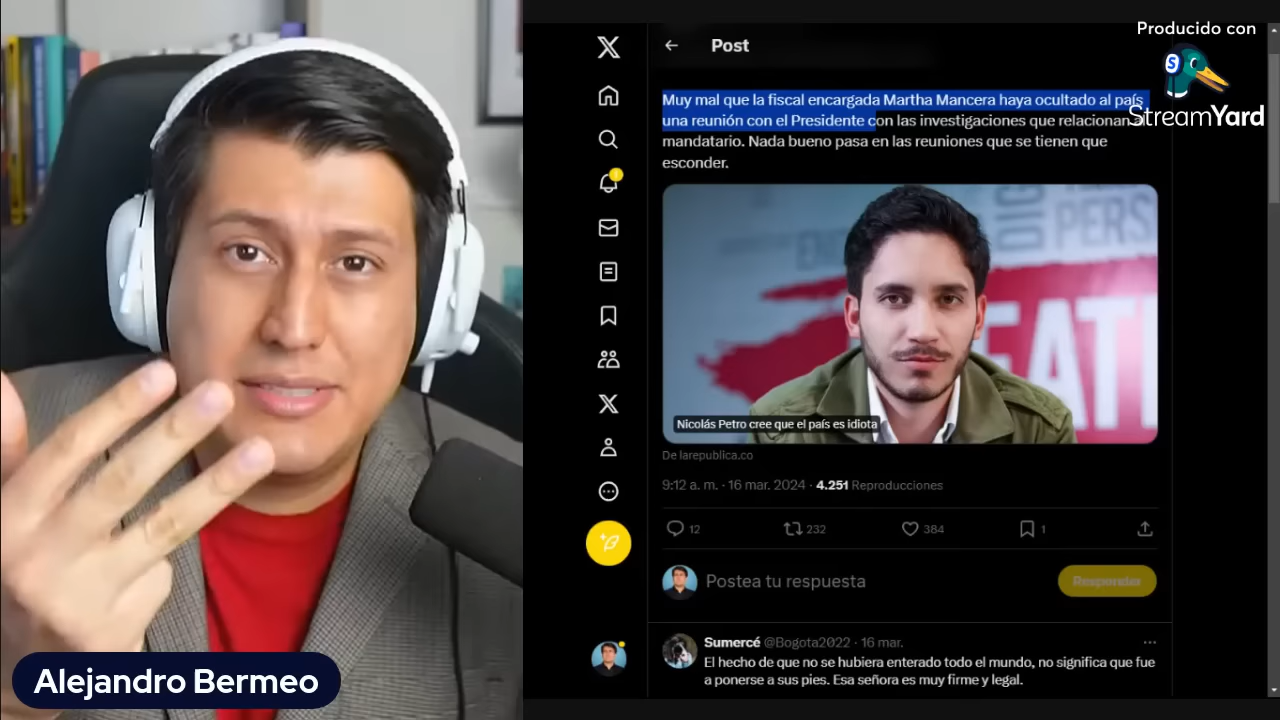 Producido con
StreamYard
Post
Muy mal que la fiscal encargada Martha Mancera haya ocultado al país
una reunión con el Presidente con las investigaciones que relacionan al
mandatario. Nada bueno pasa en las reuniones que se tienen que
esconder.
PERS
EATI
Nicolás Petro cree que el país es idiota
De larepublica.co
9:12 a. m. · 16 mar. 2024 · 4.251 Reproducciones
12 232 384 1
Postea tu respuesta
Responder
Sumercé @Bogota2022 · 16 mar.
El hecho de que no se hubiera enterado todo el mundo, no significa que fue
a ponerse a sus pies. Esa señora es muy firme y legal.
Alejandro Bermeo